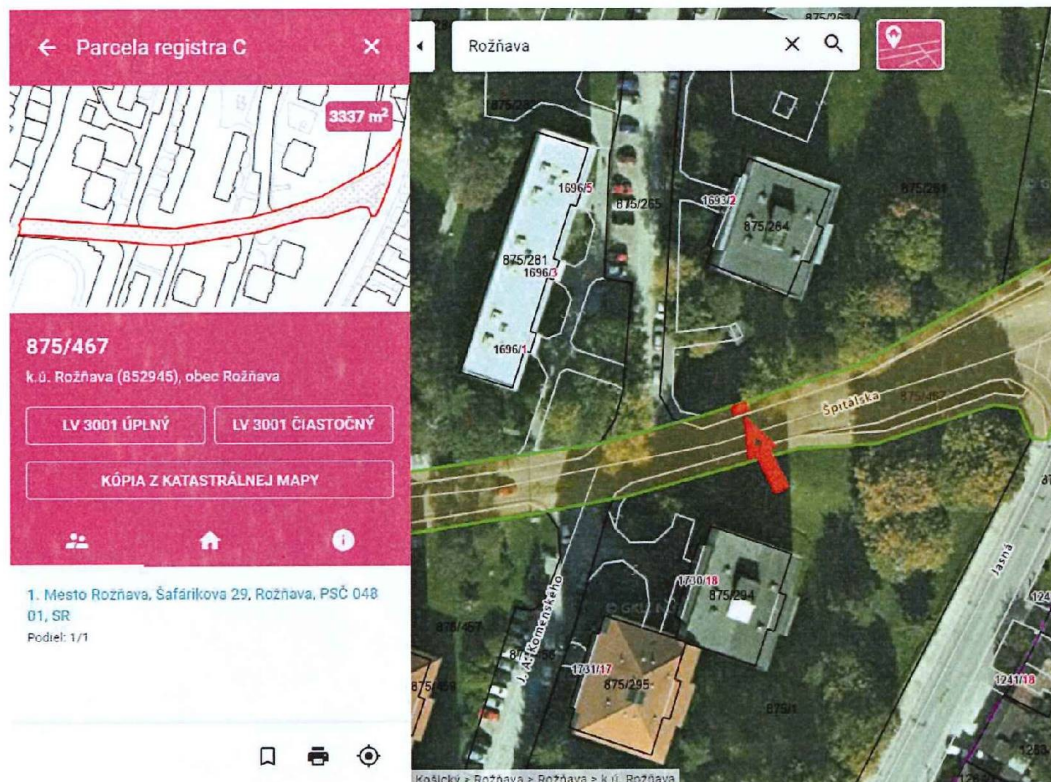 Parcela registra C
3337 m²
875/467
k.ú. Rožňava (852945), obec Rožňava
LV 3001 ÚPLNÝ
LV 3001 ČIASTOČNÝ
KÓPIA Z KATASTRÁLNEJ MAPY
1. Mesto Rožňava, Šafárikova 29, Rožňava, PSČ 048
01, SR
Podiel: 1/1
Rožňava
1696/5
875/265
1693/2
875/264
875/281
1696/3
1696/1
Špitálska
875/467
J. A. Komenského
1730/18
875/294
1731/17
875/295
875/1
Jasná
1241/18
Košický > Rožňava > Rožňava > k.ú. Rožňava